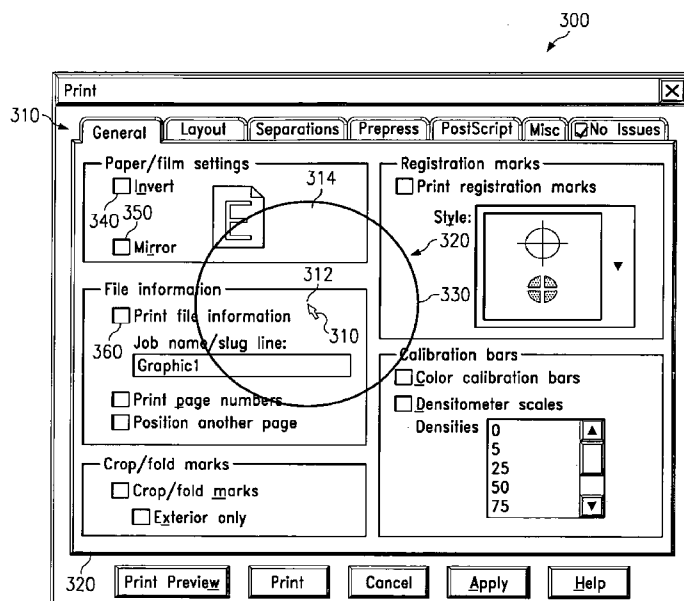 300
Print
310
General Layout Separations Prepress PostScript Misc No Issues
Paper/film settings
Invert
340
350
Mirror
E
314
Registration marks
Print registration marks
Style:
320
330
File information
Print file information
360
312
310
Job name/slug line:
Graphic1
Print page numbers
Position another page
Calibration bars
Color calibration bars
Densitometer scales
Densities
0
5
25
50
75
Crop/fold marks
Crop/fold marks
Exterior only
320
Print Preview Print Cancel Apply Help